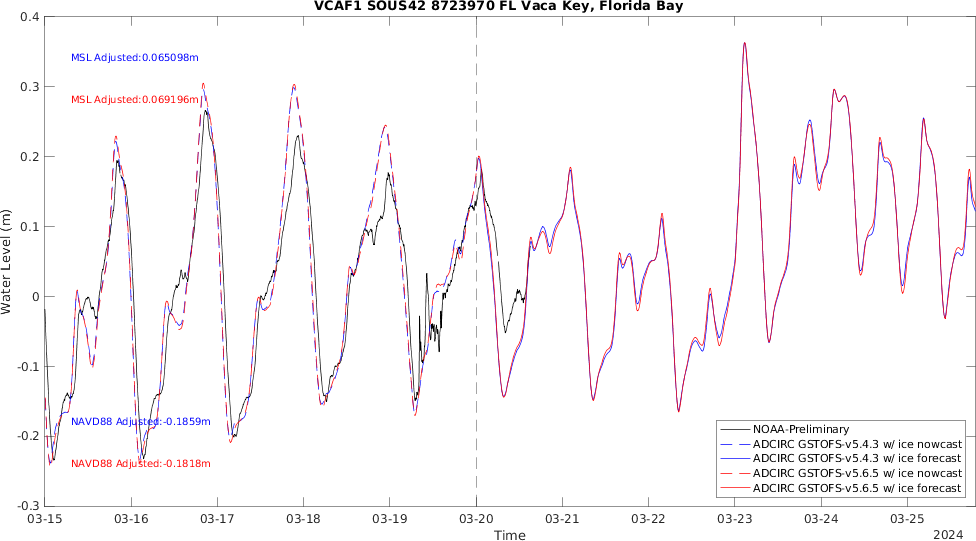 VCAF1 SOUS42 8723970 FL Vaca Key, Florida Bay
0.4
0.3
0.2
0.1
0
-0.1
-0.2
-0.3
Water Level (m)
MSL Adjusted:0.065098m
MSL Adjusted:0.069196m
NAVD88 Adjusted:-0.1859m
NAVD88 Adjusted:-0.1818m
NOAA-Preliminary
ADCIRC GSTOFS-v5.4.3 w/ ice nowcast
ADCIRC GSTOFS-v5.4.3 w/ ice forecast
ADCIRC GSTOFS-v5.6.5 w/ ice nowcast
ADCIRC GSTOFS-v5.6.5 w/ ice forecast
03-15 03-16 03-17 03-18 03-19 03-20 03-21 03-22 03-23 03-24 03-25
Time
2024